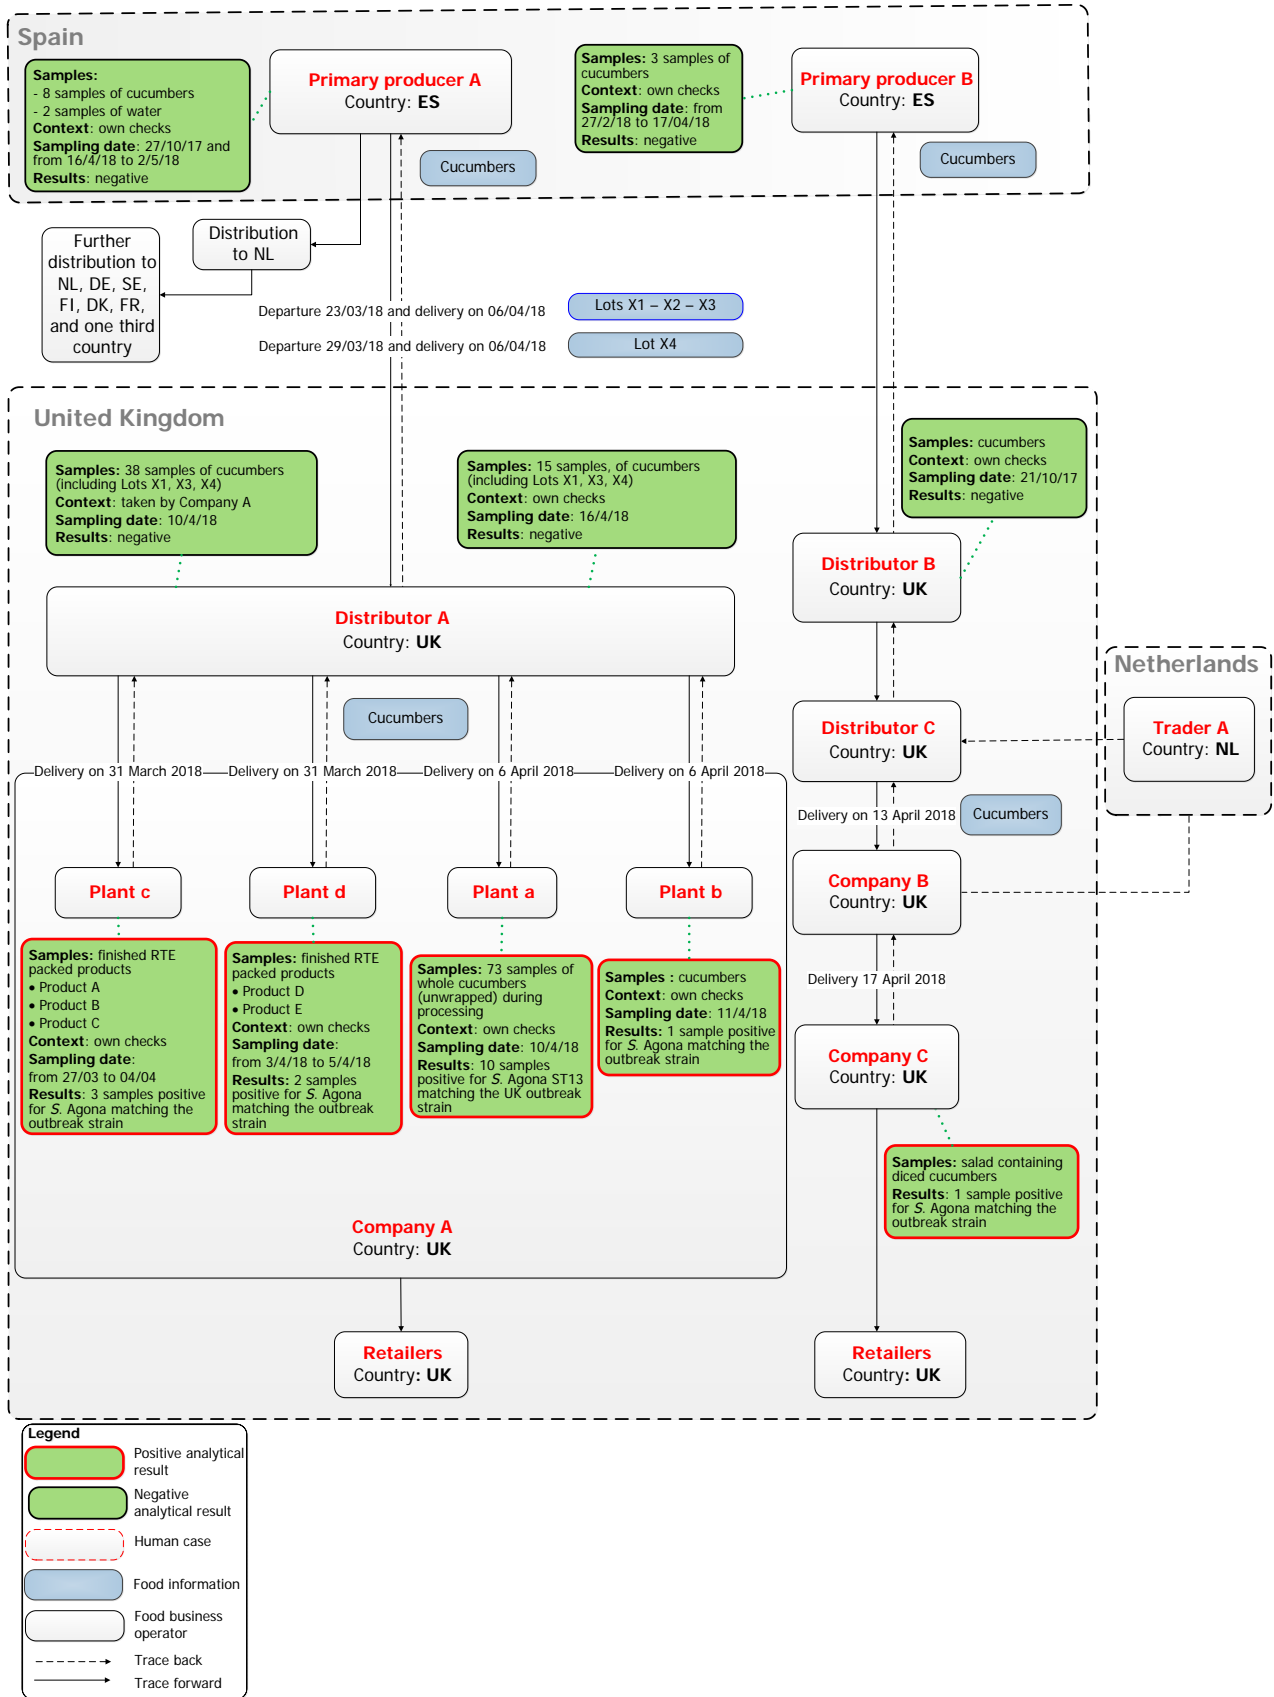 Spain
Samples:
- 8 samples of cucumbers
- 2 samples of water
Context: own checks
Sampling date: 27/10/17 and
from 16/4/18 to 2/5/18
Results: negative
Primary producer A
Country: ES
Samples: 3 samples of
cucumbers
Context: own checks
Sampling date: from
27/2/18 to 17/04/18
Results: negative
Primary producer B
Country: ES
Cucumbers
Cucumbers
Further
distribution to
NL, DE, SE,
FI, DK, FR,
and one third
country
Distribution
to NL
Departure 23/03/18 and delivery on 06/04/18
Lots X1 – X2 – X3
Departure 29/03/18 and delivery on 06/04/18
Lot X4
United Kingdom
Samples: 38 samples of cucumbers
(including Lots X1, X3, X4)
Context: taken by Company A
Sampling date: 10/4/18
Results: negative
Samples: 15 samples, of cucumbers
(including Lots X1, X3, X4)
Context: own checks
Sampling date: 16/4/18
Results: negative
Samples: cucumbers
Context: own checks
Sampling date: 21/10/17
Results: negative
Distributor B
Country: UK
Distributor A
Country: UK
Cucumbers
Distributor C
Country: UK
Netherlands
Trader A
Country: NL
Delivery on 31 March 2018
Delivery on 31 March 2018
Delivery on 6 April 2018
Delivery on 6 April 2018
Delivery on 13 April 2018
Cucumbers
Plant c
Plant d
Plant a
Plant b
Company B
Country: UK
Samples: finished RTE
packed products
• Product A
• Product B
• Product C
Context: own checks
Sampling date:
from 27/03 to 04/04
Results: 3 samples positive
for S. Agona matching the
outbreak strain
Samples: finished RTE
packed products
• Product D
• Product E
Context: own checks
Sampling date:
from 3/4/18 to 5/4/18
Results: 2 samples
positive for S. Agona
matching the outbreak
strain
Samples: 73 samples of
whole cucumbers
(unwrapped) during
processing
Context: own checks
Sampling date: 10/4/18
Results: 10 samples
positive for S. Agona ST13
matching the UK outbreak
strain
Samples : cucumbers
Context: own checks
Sampling date: 11/4/18
Results: 1 sample positive
for S. Agona matching the
outbreak strain
Delivery 17 April 2018
Company C
Country: UK
Samples: salad containing
diced cucumbers
Results: 1 sample positive
for S. Agona matching the
outbreak strain
Company A
Country: UK
Retailers
Country: UK
Retailers
Country: UK
Legend
Positive analytical
result
Negative
analytical result
Human case
Food information
Food business
operator
Trace back
Trace forward